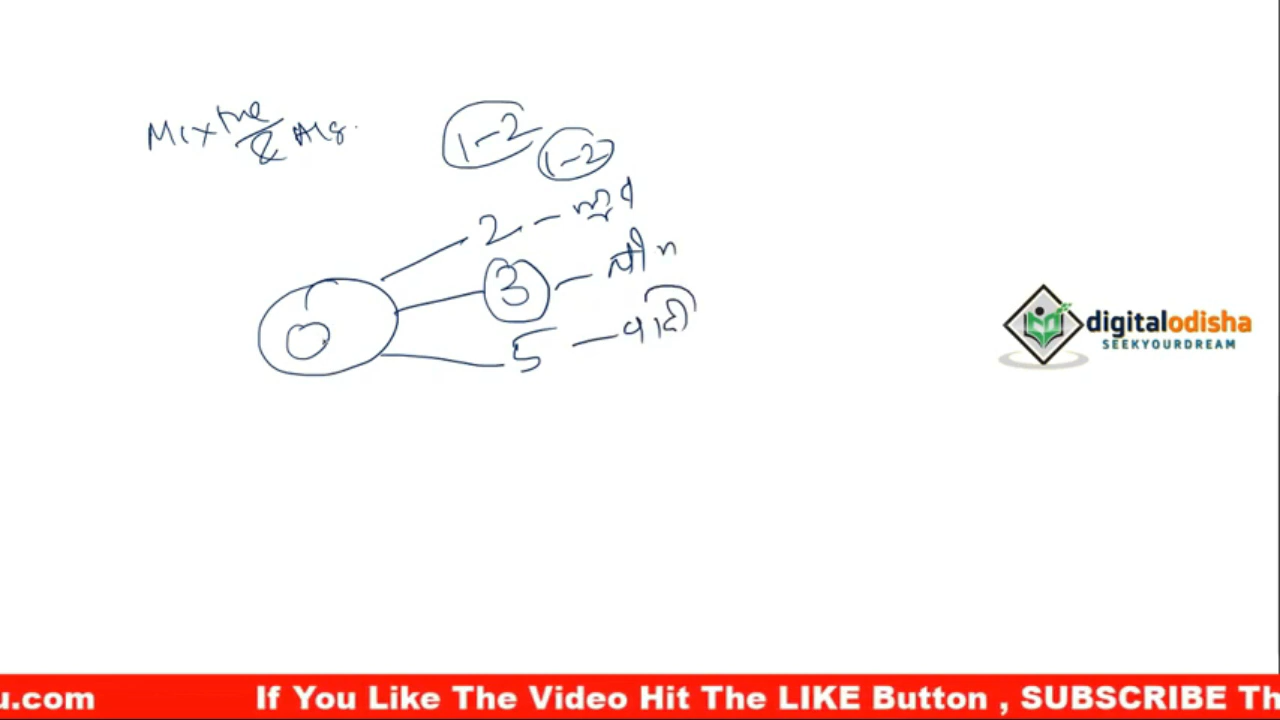 Mixture & Alg.
1-2
1-2
2 -
3 -
5 - पानी
digitalodisha
SEEKYOURDREAM
u.com If You Like The Video Hit The LIKE Button , SUBSCRIBE Th